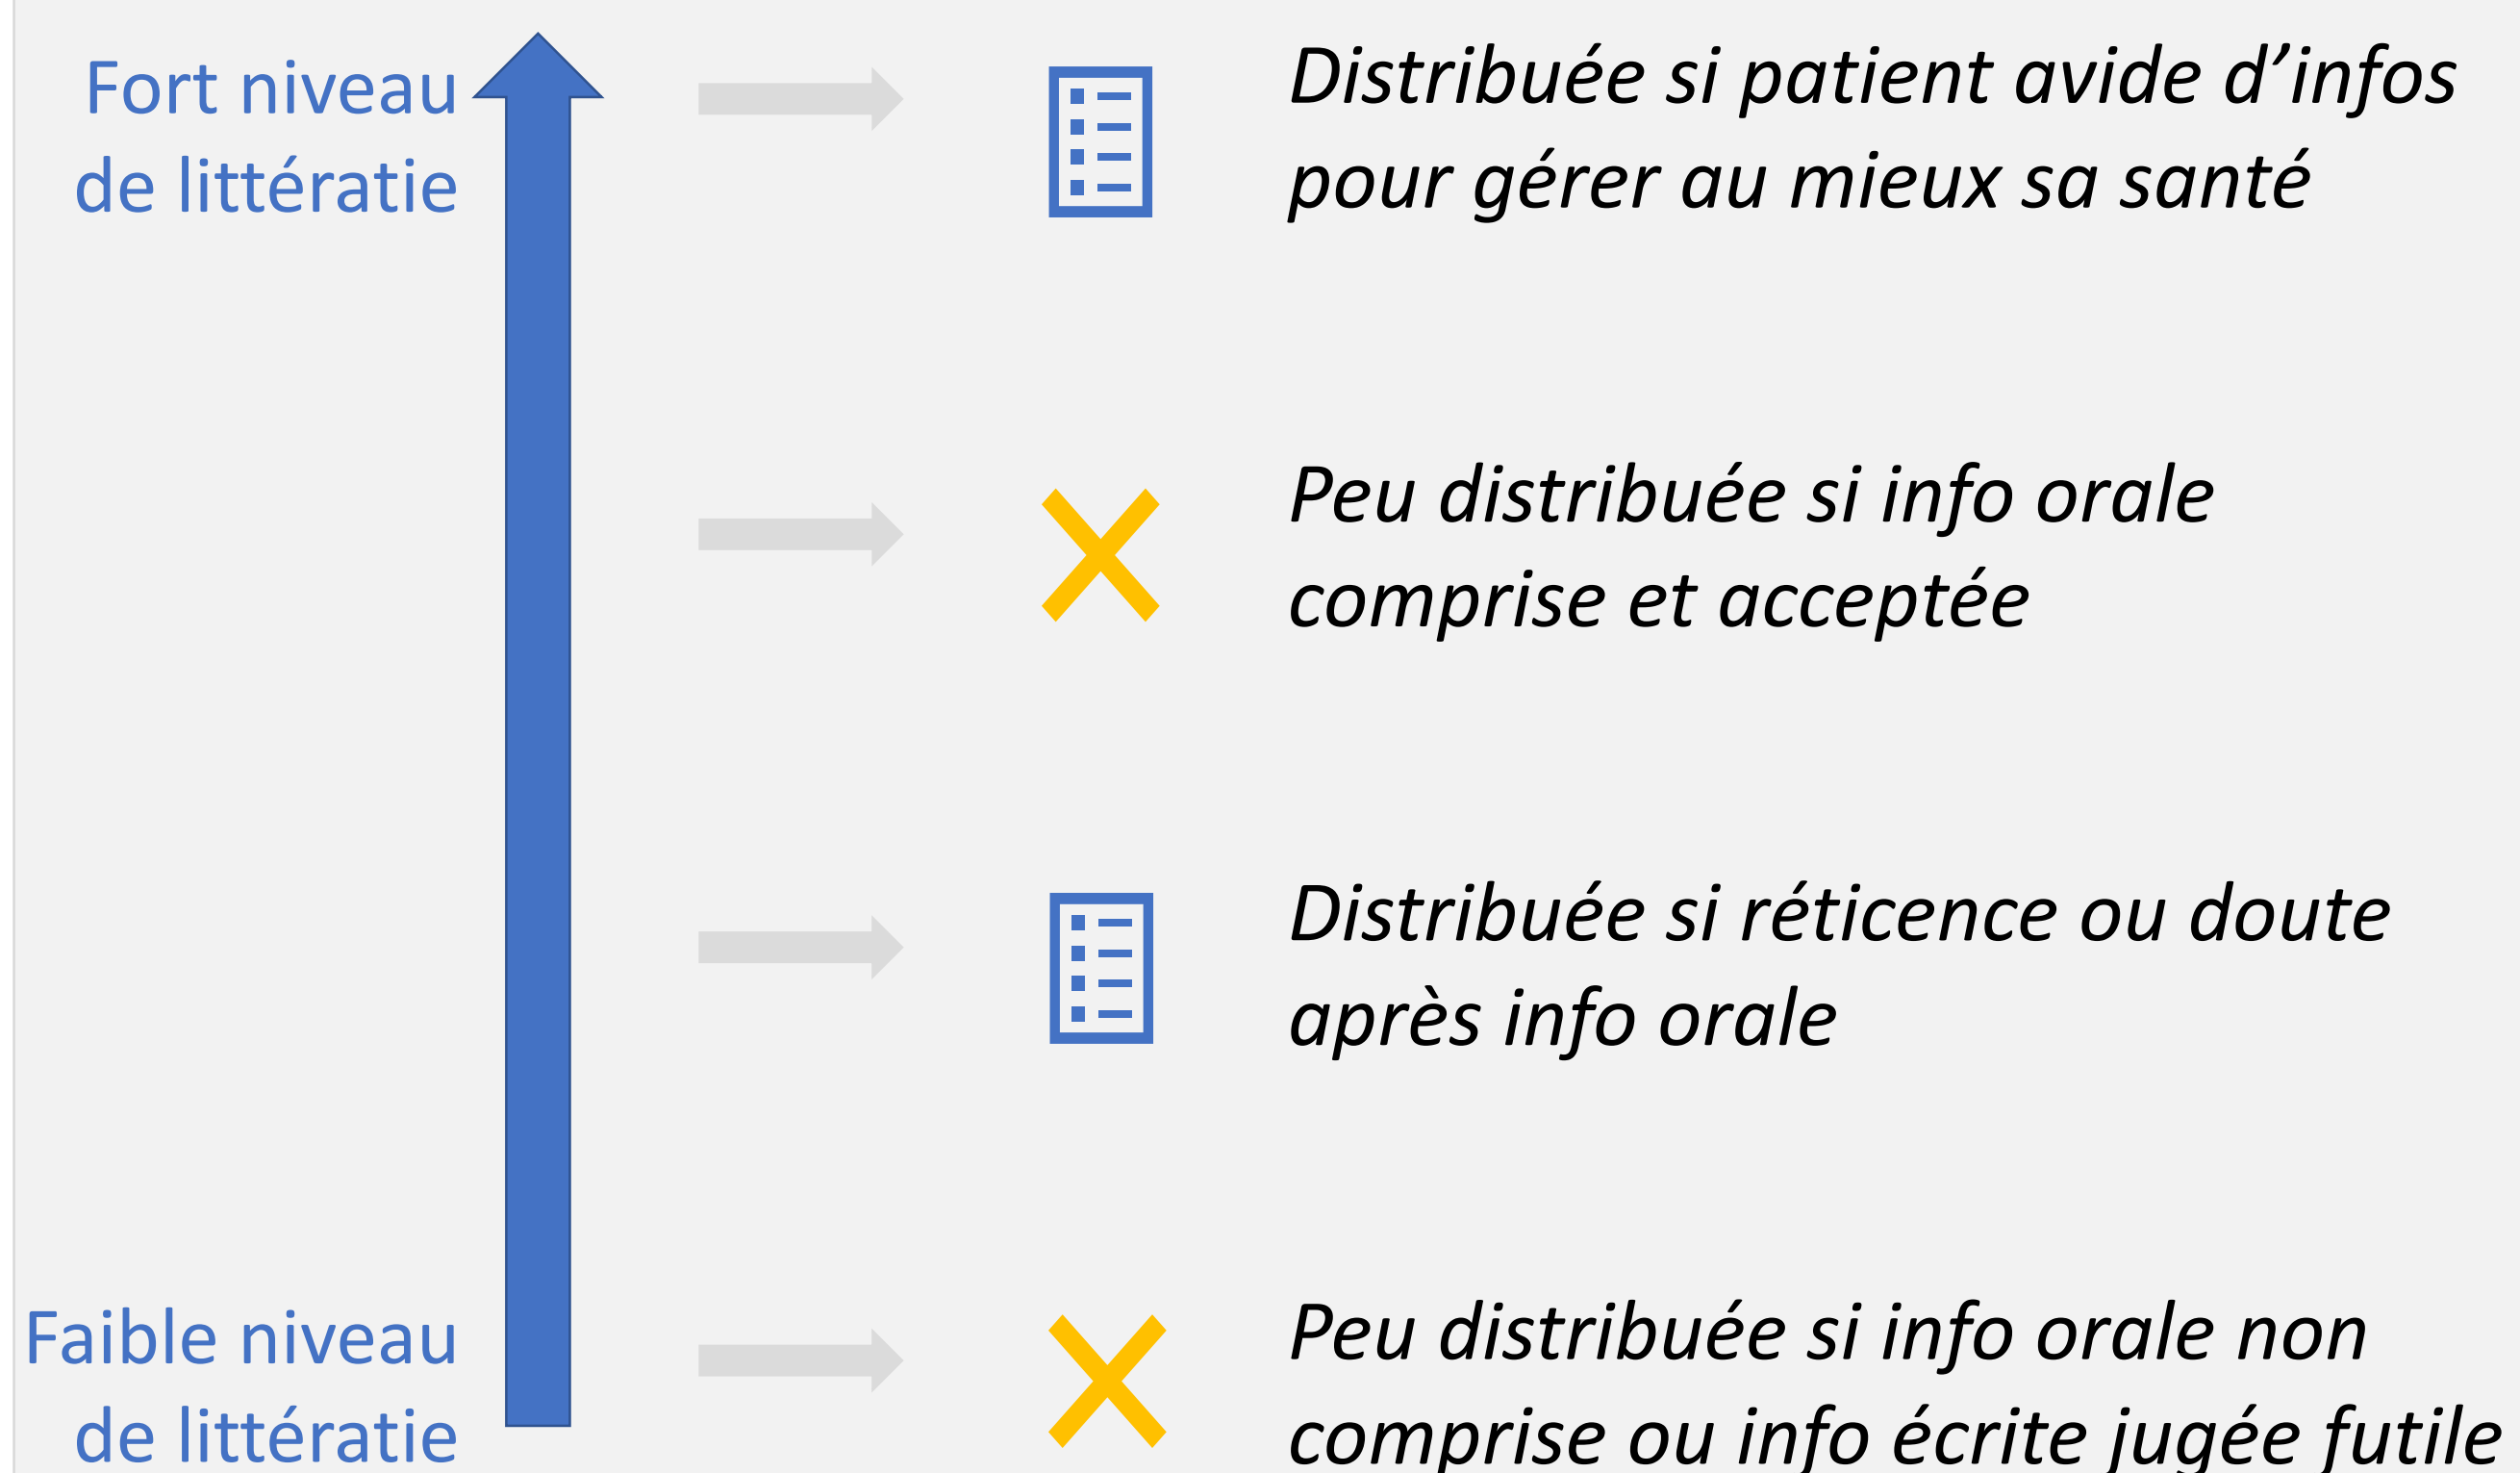 Fort niveau
de littératie
Distribuée si patient avide d’infos
pour gérer au mieux sa santé
Peu distribuée si info orale
comprise et acceptée
Distribuée si réticence ou doute
après info orale
Faible niveau
de littératie
Peu distribuée si info orale non
comprise ou info écrite jugée futile